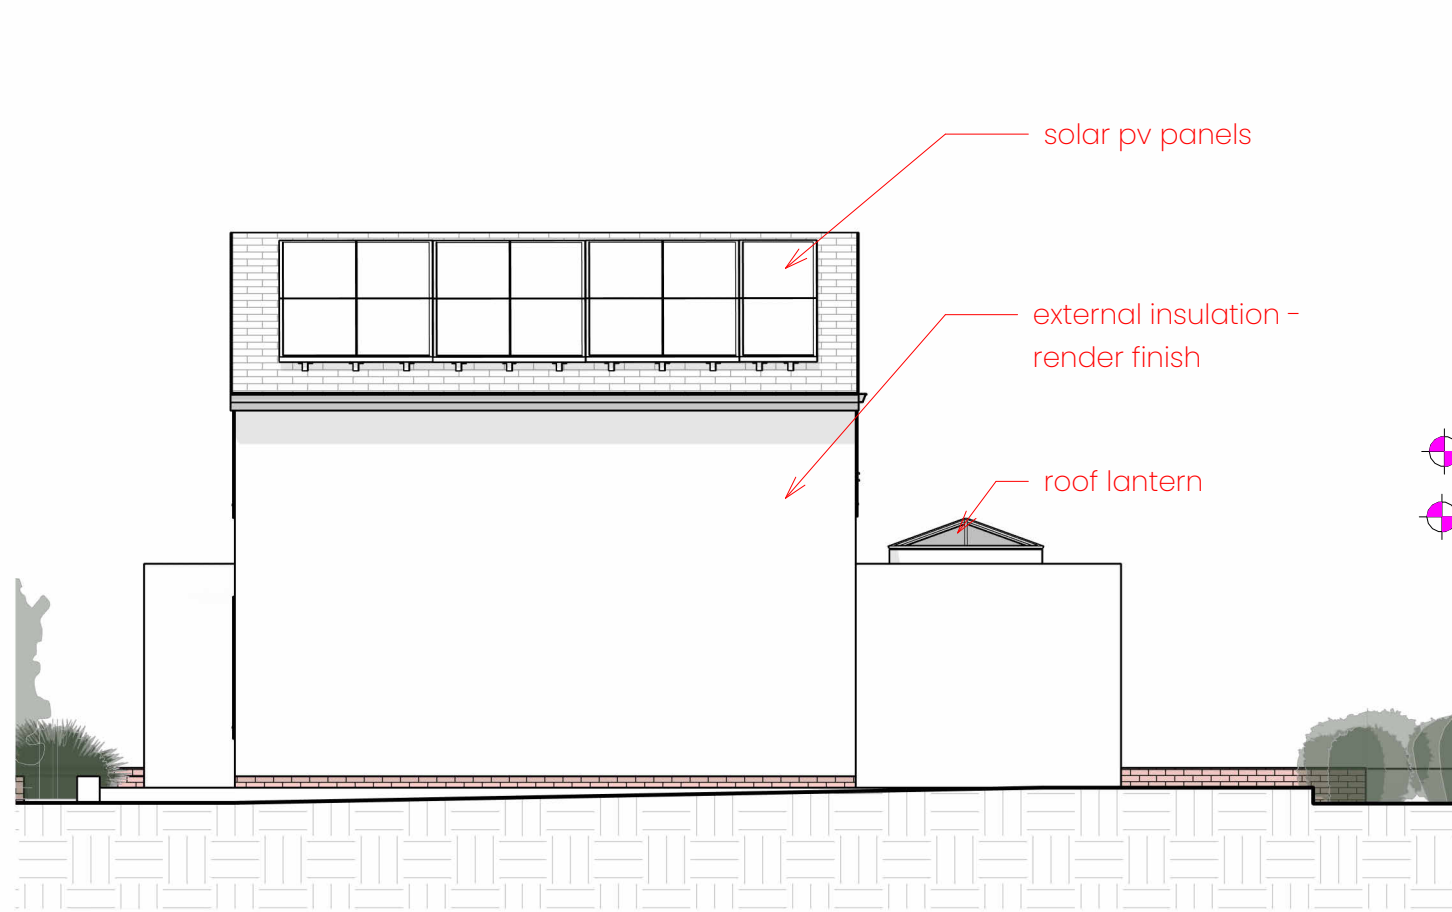 solar pv panels
external insulation -
render finish
roof lantern